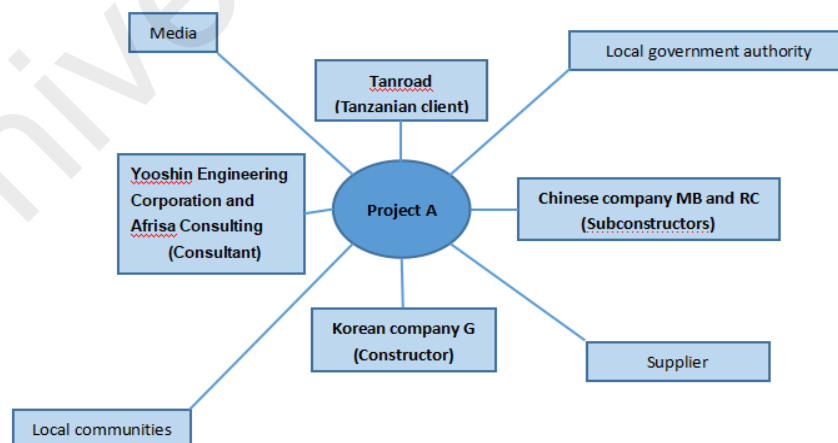 Media
Local government authority
Tanroad
(Tanzanian client)
Yooshin Engineering
Corporation and
Afrisa Consulting
(Consultant)
Project A
Chinese company MB and RC
(Subconstructors)
Korean company G
(Constructor)
Supplier
Local communities